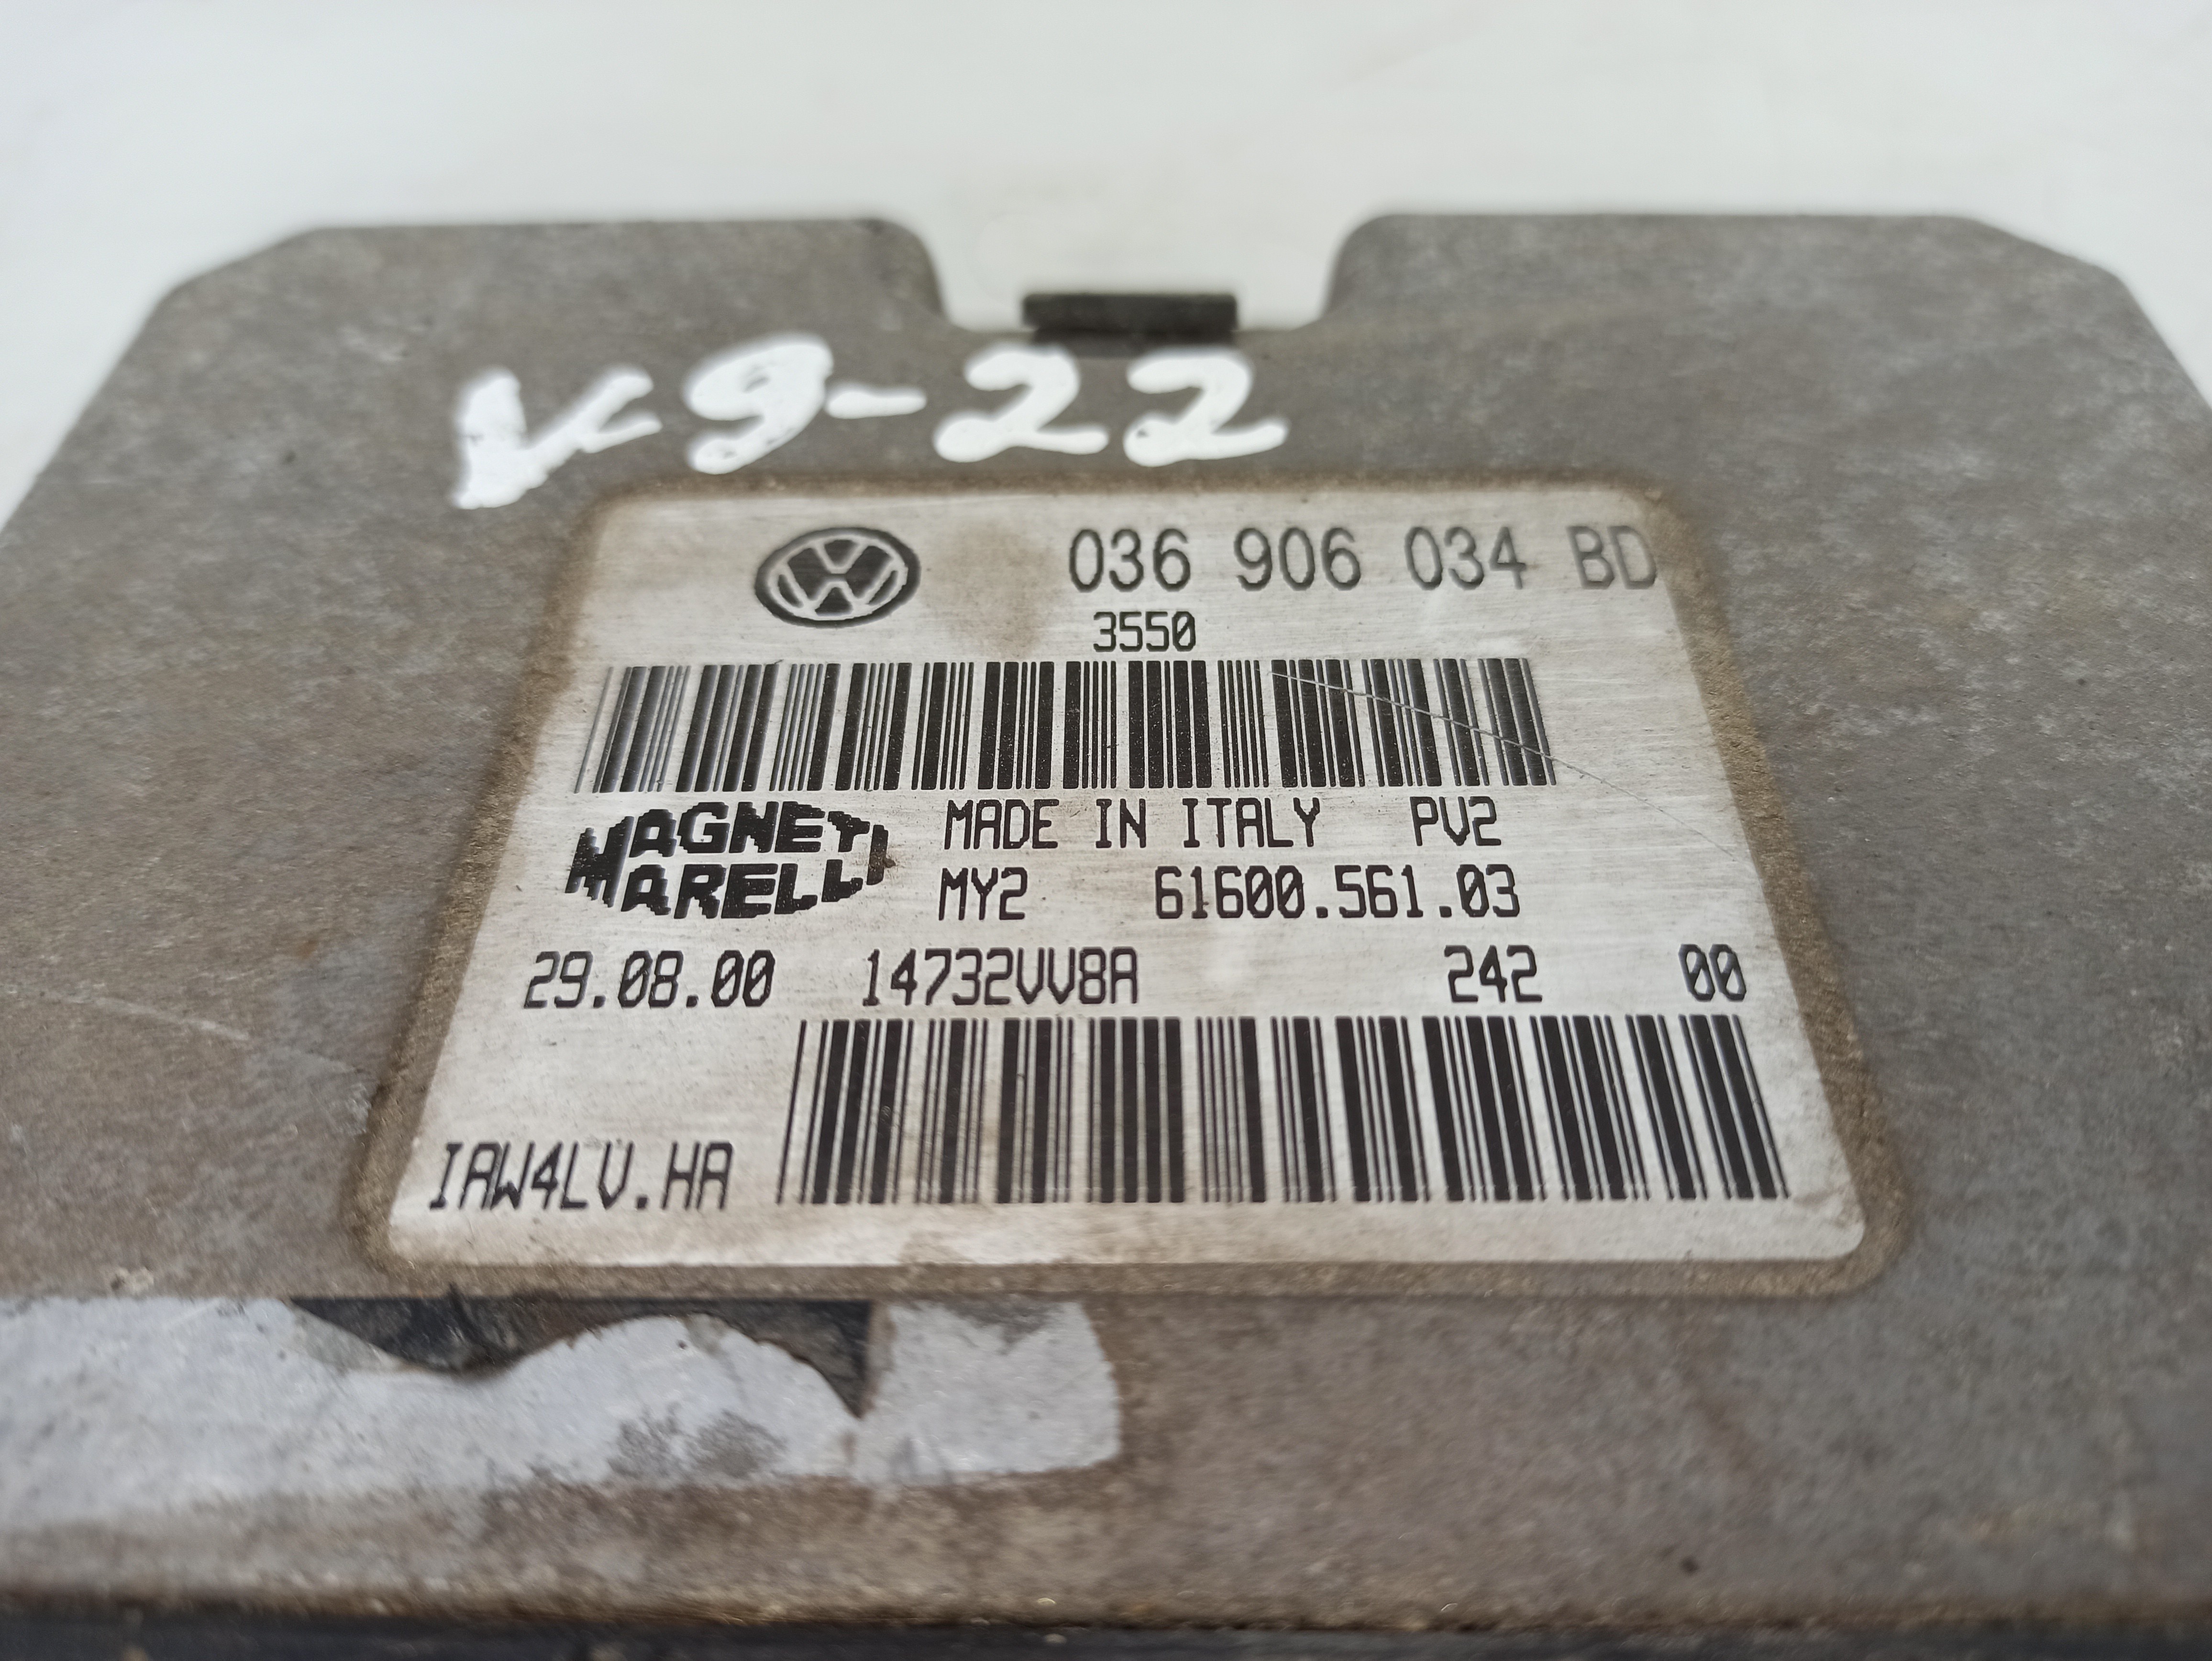 V9-22
036 906 034 BD
3550
MAGNETI MARELLI
MADE IN ITALY PV2
MY2 61600.561.03
29.08.00 14732VV8A 242 00
IAW4LV.HA